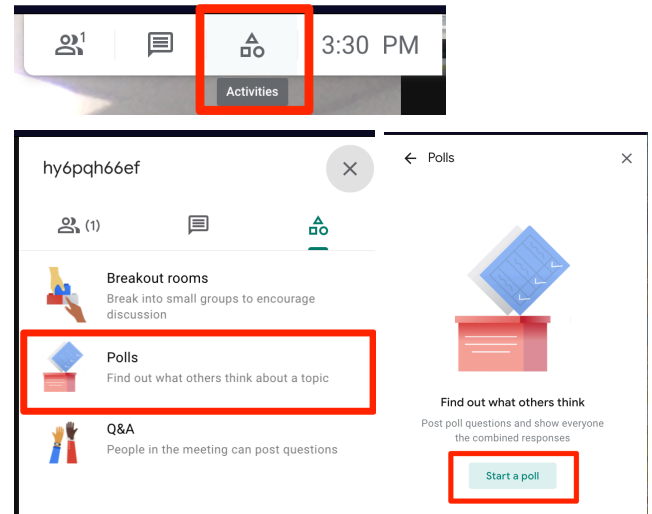 1
3:30 PM
Activities
hy6pqh66ef
(1)
Breakout rooms
Break into small groups to encourage
discussion
Polls
Find out what others think about a topic
Q&A
People in the meeting can post questions
Polls
Find out what others think
Post poll questions and show everyone
the combined responses
Start a poll